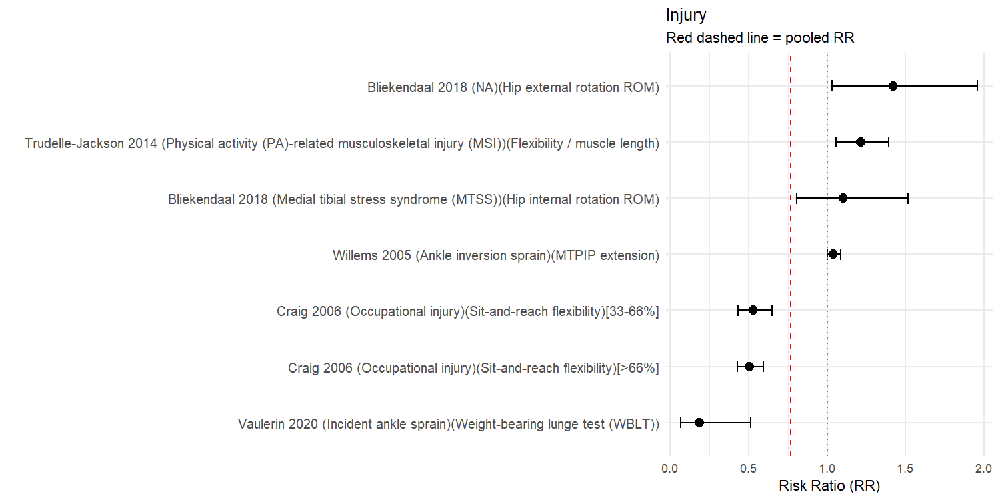 Injury
Red dashed line = pooled RR
Bliekendaal 2018 (NA)(Hip external rotation ROM)
Trudelle-Jackson 2014 (Physical activity (PA)-related musculoskeletal injury (MSI))(Flexibility / muscle length)
Bliekendaal 2018 (Medial tibial stress syndrome (MTSS))(Hip internal rotation ROM)
Willems 2005 (Ankle inversion sprain)(MTPIP extension)
Craig 2006 (Occupational injury)(Sit-and-reach flexibility)[33-66%]
Craig 2006 (Occupational injury)(Sit-and-reach flexibility)[>66%]
Vaulerin 2020 (Incident ankle sprain)(Weight-bearing lunge test (WBLT))
0.0 0.5 1.0 1.5 2.0
Risk Ratio (RR)